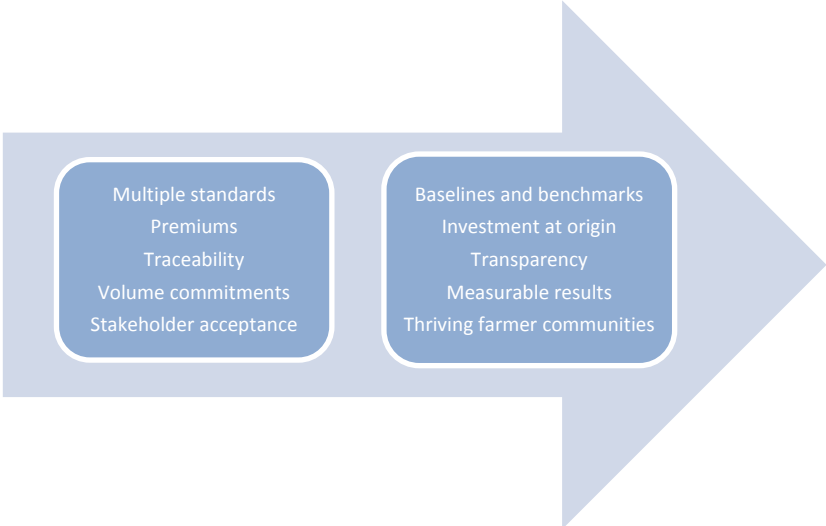 Multiple standards
Premiums
Traceability
Volume commitments
Stakeholder acceptance
Baselines and benchmarks
Investment at origin
Transparency
Measurable results
Thriving farmer communities